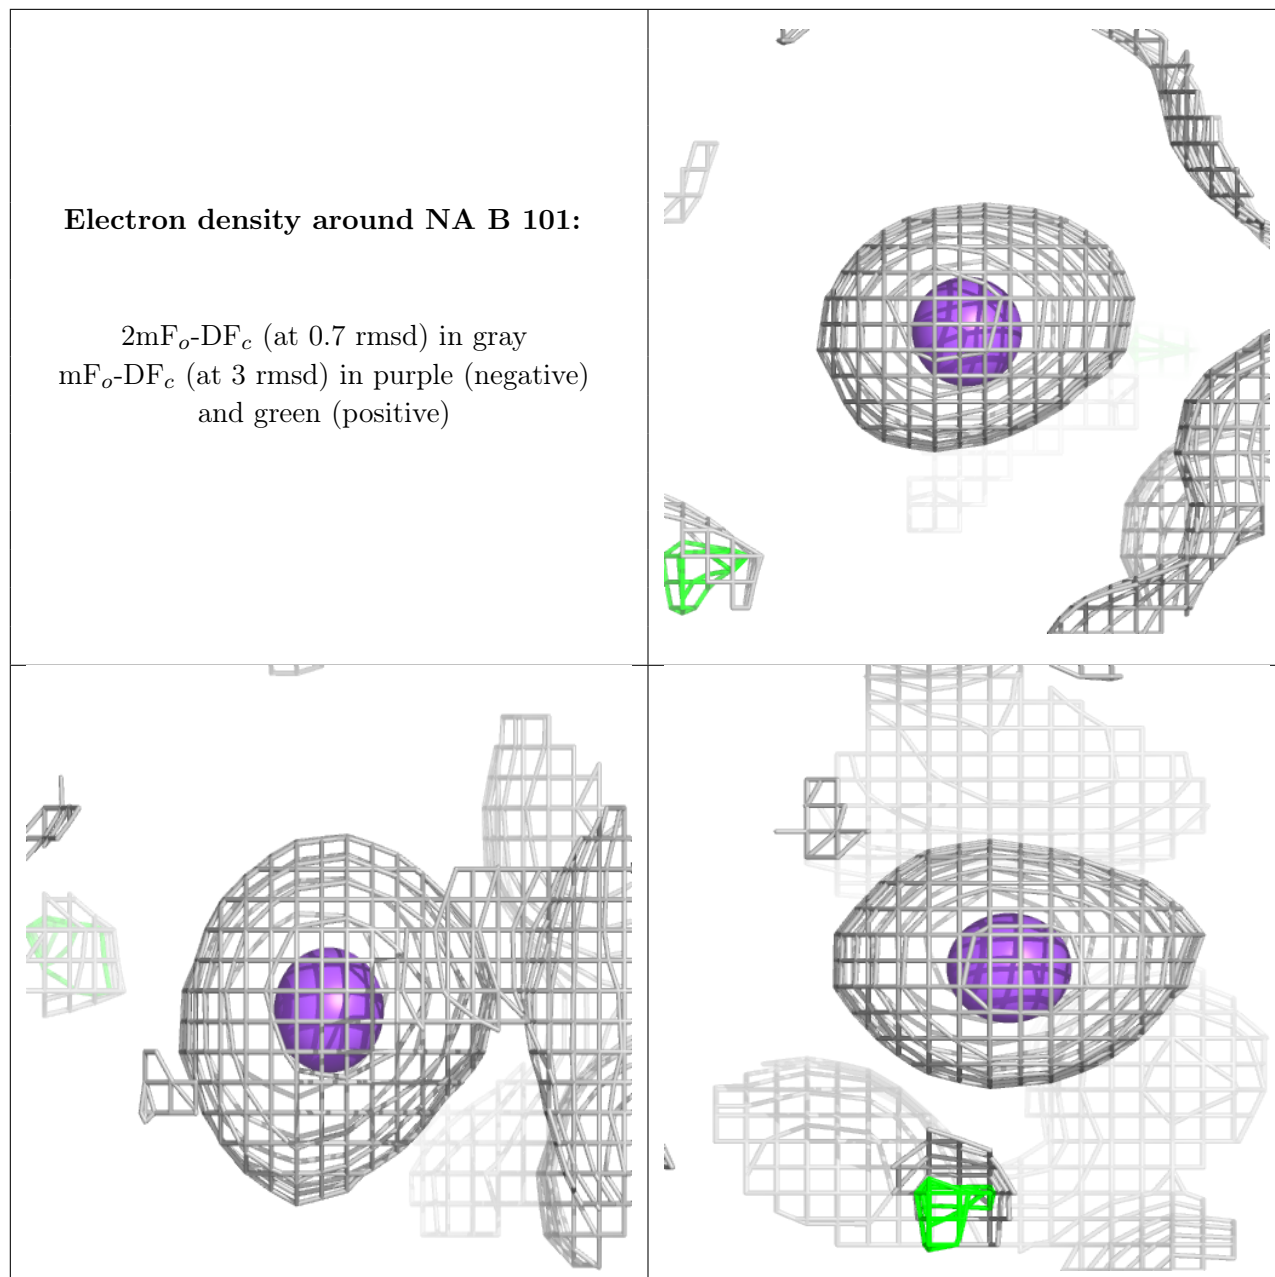 Electron density around NA B 101:
2mFo-DFc (at 0.7 rmsd) in gray
mFo-DFc (at 3 rmsd) in purple (negative)
and green (positive)